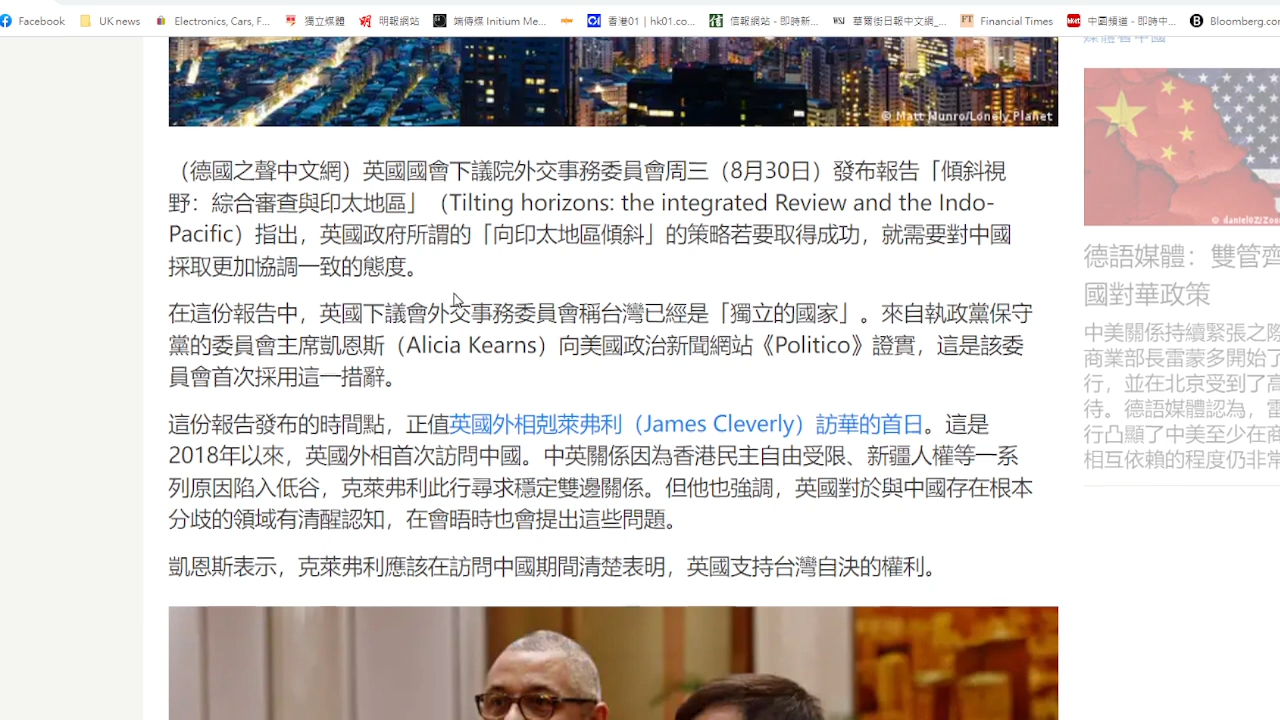 Facebook
UK news
Electronics, Cars, F...
獨立媒體
明報網站
端傳媒 Initium Me...
香港01 | hk01.co...
信報網站 - 即時新...
華爾街日報中文網_...
Financial Times
中國頻道 - 即時中...
Bloomberg.co
© Matt Munro/Lonely Planet
（德國之聲中文網）英國國會下議院外交事務委員會周三（8月30日）發布報告「傾斜視
野：綜合審查與印太地區」（Tilting horizons: the integrated Review and the Indo-
Pacific）指出，英國政府所謂的「向印太地區傾斜」的策略若要取得成功，就需要對中國
採取更加協調一致的態度。
在這份報告中，英國下議會外交事務委員會稱台灣已經是「獨立的國家」。來自執政黨保守
黨的委員會主席凱恩斯（Alicia Kearns）向美國政治新聞網站《Politico》證實，這是該委
員會首次採用這一措辭。
這份報告發布的時間點，正值英國外相剋萊弗利（James Cleverly）訪華的首日。這是
2018年以來，英國外相首次訪問中國。中英關係因為香港民主自由受限、新疆人權等一系
列原因陷入低谷，克萊弗利此行尋求穩定雙邊關係。但他也強調，英國對於與中國存在根本
分歧的領域有清醒認知，在會晤時也會提出這些問題。
凱恩斯表示，克萊弗利應該在訪問中國期間清楚表明，英國支持台灣自決的權利。
媒體看中國
© daniel02/Zoo
德語媒體：雙管齊
國對華政策
中美關係持續緊張之際
商業部長雷蒙多開始了
行，並在北京受到了高
待。德語媒體認為，雷
行凸顯了中美至少在商
相互依賴的程度仍非常